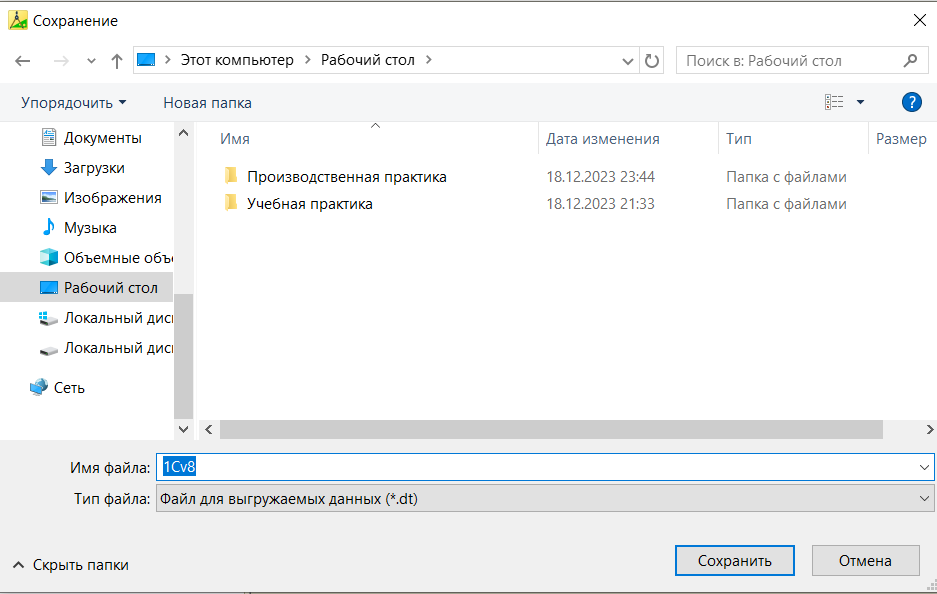 Сохранение
Этот компьютер Рабочий стол
Поиск в: Рабочий стол
Упорядочить Новая папка
?
Документы
Загрузки
Изображения
Музыка
Объемные объ
Рабочий стол
Локальный дис
Локальный дис
Сеть
Имя Дата изменения Тип Размер
Производственная практика 18.12.2023 23:44 Папка с файлами
Учебная практика 18.12.2023 21:33 Папка с файлами
Имя файла: 1Cv8
Тип файла: Файл для выгружаемых данных (*.dt)
Скрыть папки
Сохранить Отмена